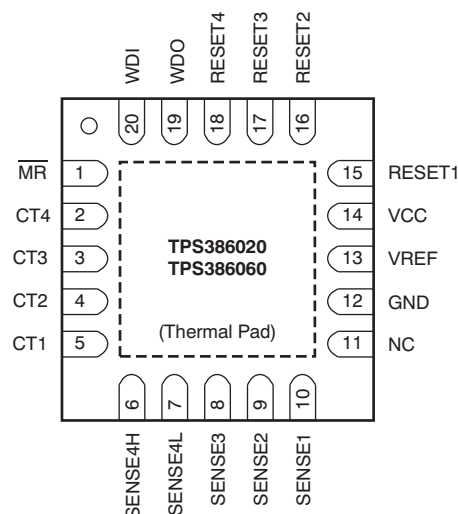 WDI
WDO
RESET4
RESET3
RESET2
20
19
18
17
16
MR 1
CT4 2
CT3 3
CT2 4
CT1 5
TPS386020
TPS386060
(Thermal Pad)
15 RESET1
14 VCC
13 VREF
12 GND
11 NC
6
7
8
9
10
SENSE4H
SENSE4L
SENSE3
SENSE2
SENSE1